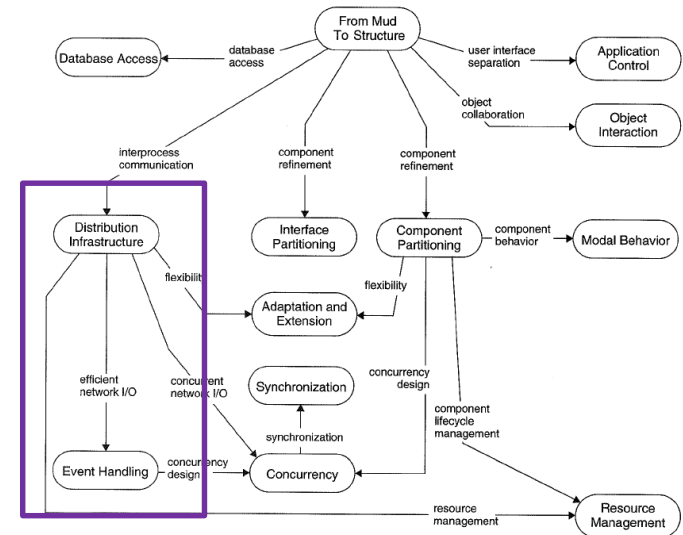 From Mud
To Structure
Database Access
database
access
user interface
separation
Application
Control
object
collaboration
Object
Interaction
interprocess
communication
component
refinement
component
refinement
Distribution
Infrastructure
Interface
Partitioning
Component
Partitioning
component
behavior
Modal Behavior
flexibility
flexibility
Adaptation and
Extension
efficient
network I/O
concurrent
network I/O
Synchronization
concurrency
design
synchronization
component
lifecycle
management
Event Handling
concurrency
design
Concurrency
resource
management
Resource
Management